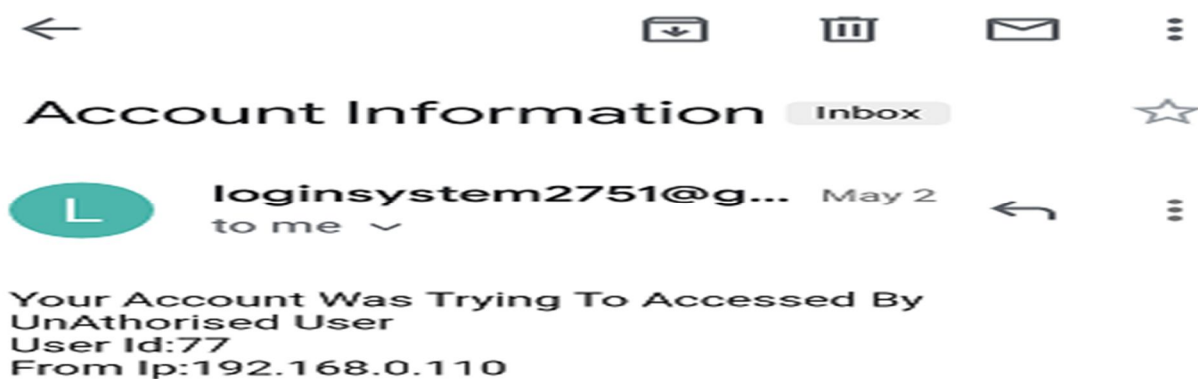 Account Information Inbox
L loginsystem2751@g... May 2
to me
Your Account Was Trying To Accessed By
UnAthorised User
User Id:77
From Ip:192.168.0.110